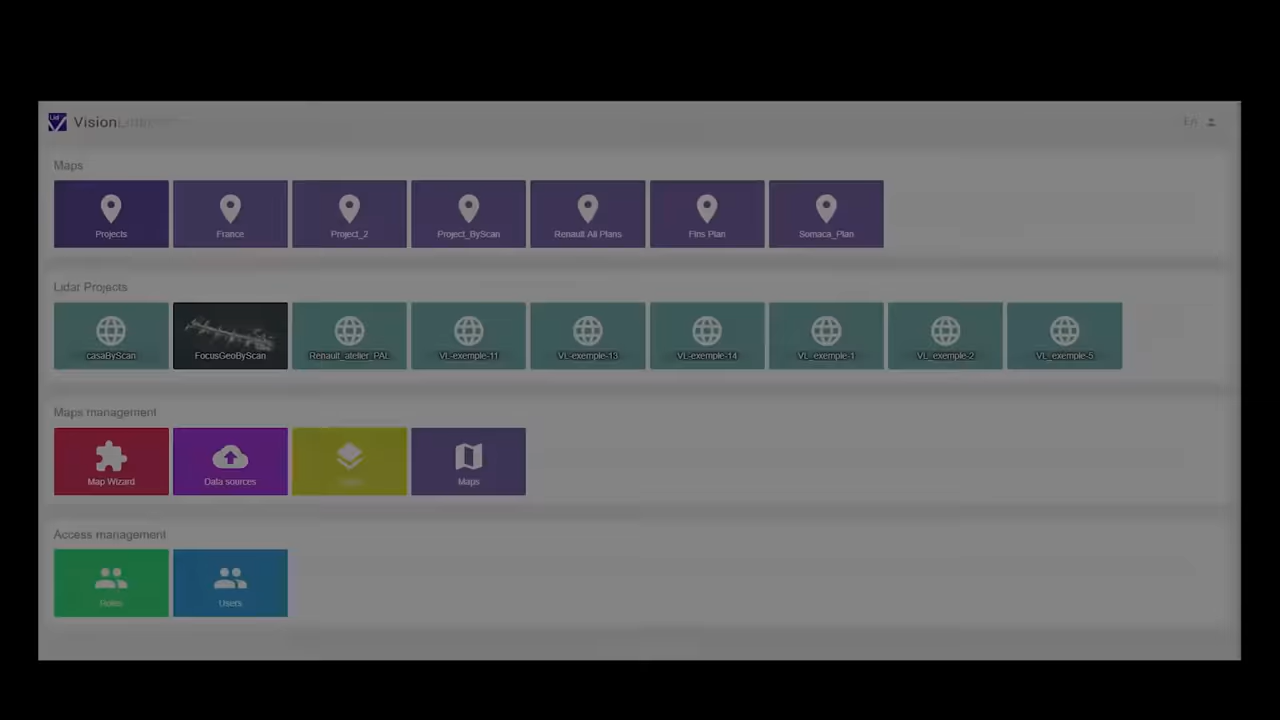 Vision
EN
Maps
Projects France Project_2 Project_ByScan Renault All Plans Fins Plan Somaca_Plan
Lidar Projects
casaByScan FocusGeoByScan Renault_atelier_PAL VL-exemple-11 VL-exemple-13 VL-exemple-14 VL_exemple-1 VL_exemple-2 VL_exemple-5
Maps management
Map Wizard Data sources Maps
Access management
Roles Users